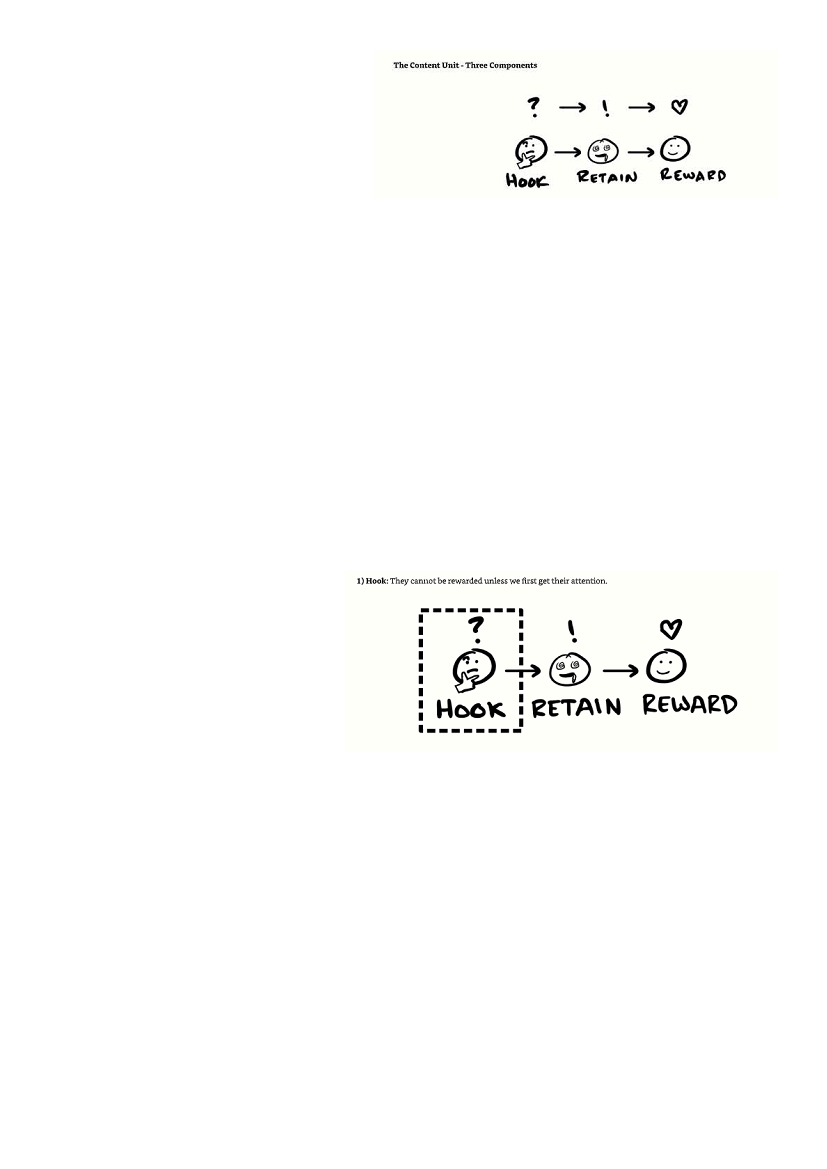 The Content Unit - Three Components
? → ! → ♡
HOOK → RETAIN → REWARD
1) Hook: They cannot be rewarded unless we first get their attention.
? ! ♡
HOOK → RETAIN → REWARD